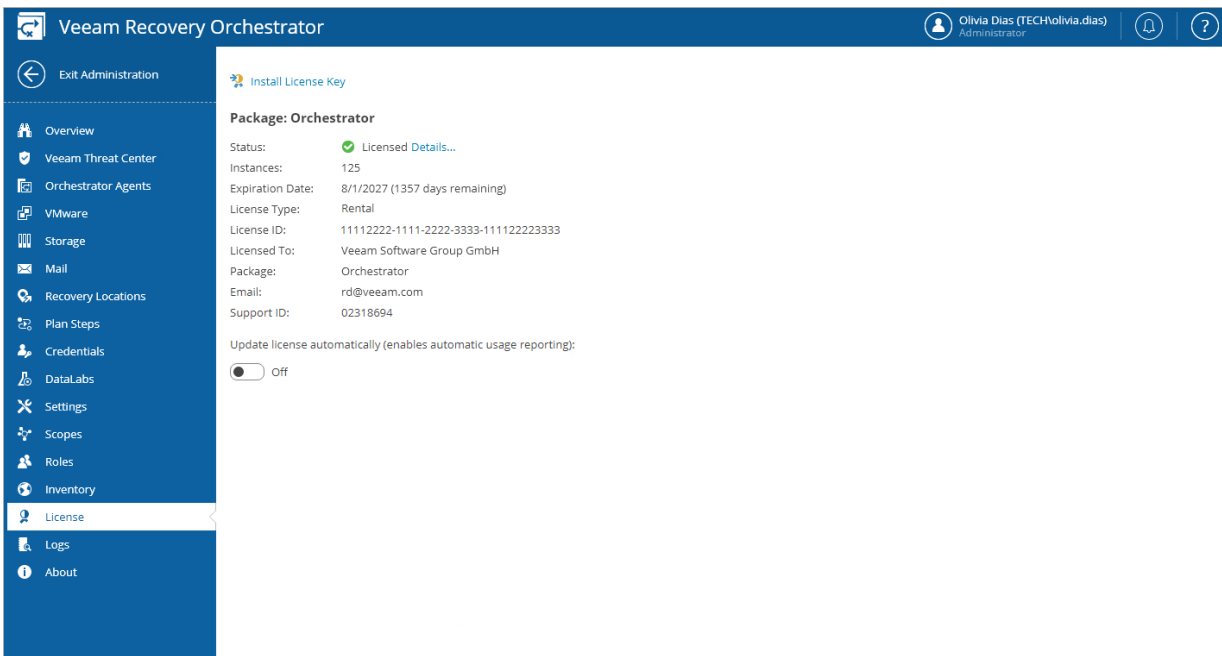 Veeam Recovery Orchestrator
Olivia Dias (TECH\olivia.dias)
Administrator
?
Exit Administration
Overview
Veeam Threat Center
Orchestrator Agents
VMware
Storage
Mail
Recovery Locations
Plan Steps
Credentials
DataLabs
Settings
Scopes
Roles
Inventory
License
Logs
About
Install License Key
Package: Orchestrator
Status: Licensed Details...
Instances: 125
Expiration Date: 8/1/2027 (1357 days remaining)
License Type: Rental
License ID: 11112222-1111-2222-3333-111122223333
Licensed To: Veeam Software Group GmbH
Package: Orchestrator
Email: rd@veeam.com
Support ID: 02318694
Update license automatically (enables automatic usage reporting):
Off